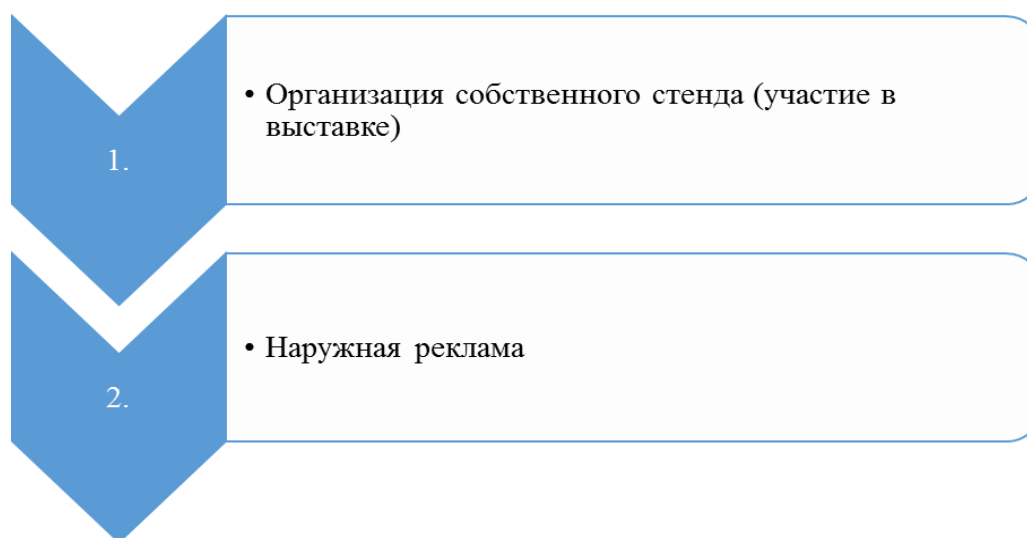 1.
• Организация собственного стенда (участие в
выставке)
2.
• Наружная реклама